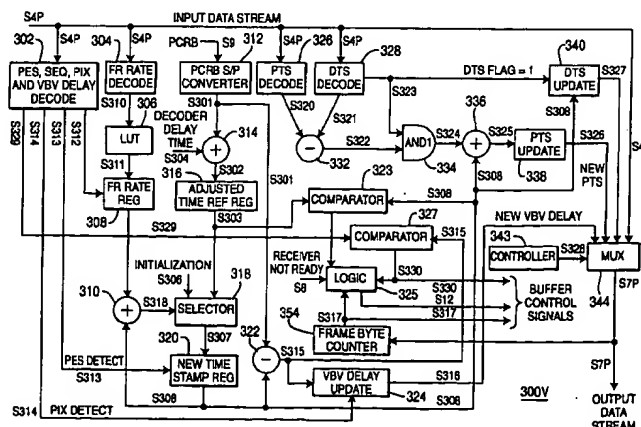 INPUT DATA STREAM
S4P
302
S4P
304
PCRB
S9
312
S4P
326
S4P
328
340
PES, SEQ, PIX AND VBV DELAY DECODE
FR RATE DECODE
PCRB S/P CONVERTER
PTS DECODE
DTS DECODE
DTS FLAG = 1
DTS UPDATE
S327
S310
306
S301
S320
S321
S323
336
S308
S329
S314
S313
S312
LUT
DECODER DELAY TIME
S304
314
S322
332
AND1
334
S324
S325
PTS UPDATE
338
S326
S4P
S311
316
S302
S301
NEW PTS
FR RATE REG
308
ADJUSTED TIME REF REG
323
S308
S303
COMPARATOR
S329
327
S315
NEW VBV DELAY
COMPARATOR
343
CONTROLLER
S328
MUX
344
INITIALIZATION
S306
RECEIVER NOT READY
S8
S330
LOGIC
325
S330
S12
S317
BUFFER CONTROL SIGNALS
S7P
310
S318
SELECTOR
318
S317
354
FRAME BYTE COUNTER
320
S307
322
S315
PES DETECT
S313
NEW TIME STAMP REG
VBV DELAY UPDATE
324
S316
S7P
S314
PIX DETECT
S308
S308
300V
OUTPUT DATA STREAM